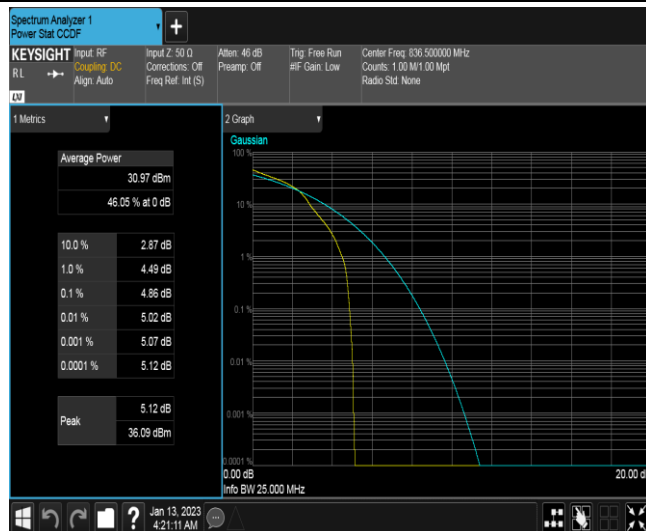 Spectrum Analyzer 1
Power Stat CCDF
KEYSIGHT
RL
LXI
Input: RF
Coupling: DC
Align: Auto
Input Z: 50 Ω
Corrections: Off
Freq Ref: Int (S)
Atten: 46 dB
Preamp: Off
Trig: Free Run
#IF Gain: Low
Center Freq: 836.500000 MHz
Counts: 1.00 M/1.00 Mpt
Radio Std: None
1 Metrics
Average Power
30.97 dBm
46.05 % at 0 dB
10.0 % 2.87 dB
1.0 % 4.49 dB
0.1 % 4.86 dB
0.01 % 5.02 dB
0.001 % 5.07 dB
0.0001 % 5.12 dB
Peak
5.12 dB
36.09 dBm
2 Graph
Gaussian
100 %
10 %
1 %
0.1 %
0.01 %
0.001 %
0.0001 %
0.00 dB
20.00 d
Info BW 25.000 MHz
?
Jan 13, 2023
4:21:11 AM